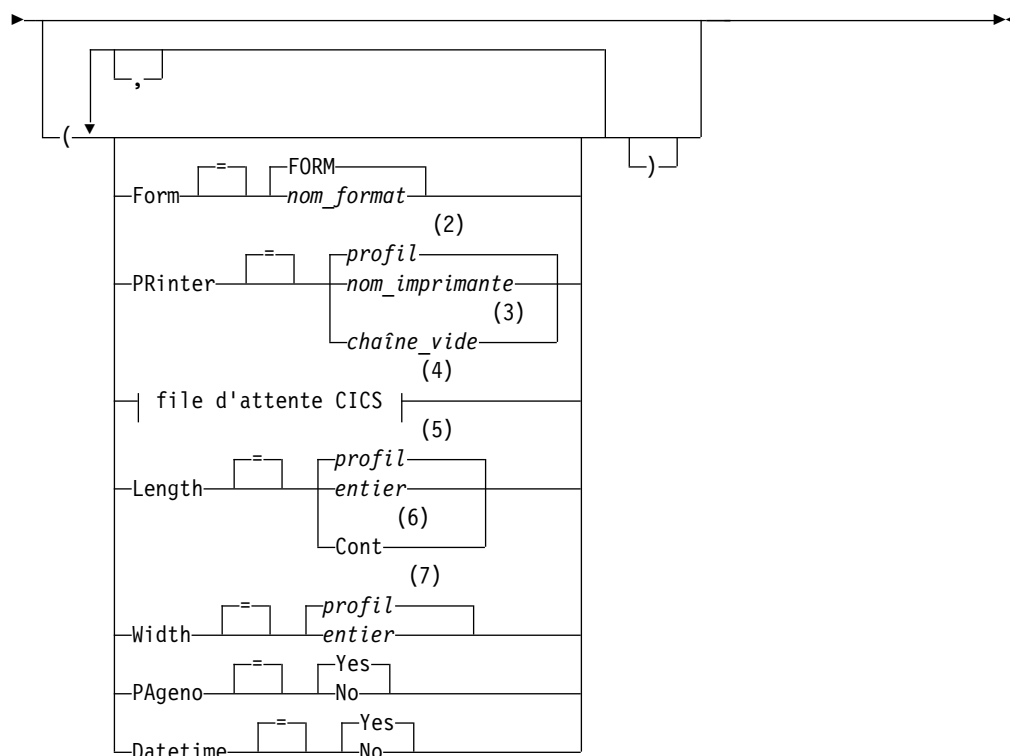 ,
(
)
= FORM
Form nom_format
(2)
= profil
PRinter nom_imprimante
(3)
chaîne_vide
(4)
file d'attente CICS
(5)
= profil
Length entier
(6)
Cont
(7)
= profil
Width entier
= Yes
PAgeno No
= Yes
Datetime No